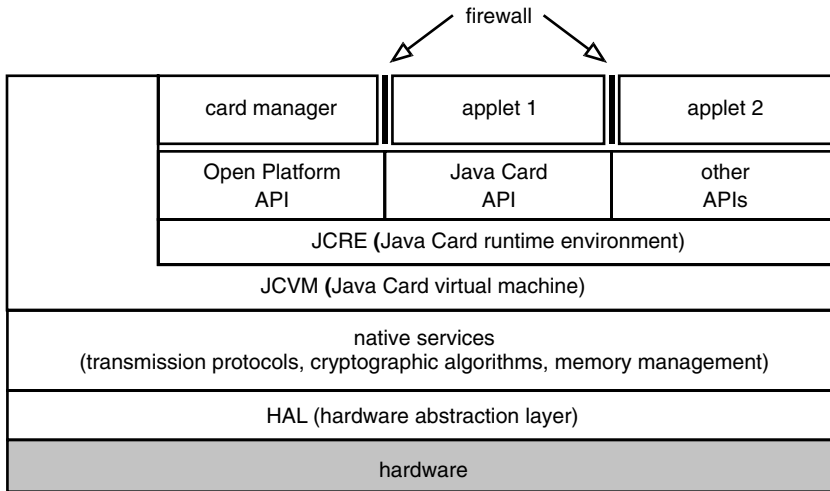 firewall
card manager
applet 1
applet 2
Open Platform
API
Java Card
API
other
APIs
JCRE (Java Card runtime environment)
JCVM (Java Card virtual machine)
native services
(transmission protocols, cryptographic algorithms, memory management)
HAL (hardware abstraction layer)
hardware